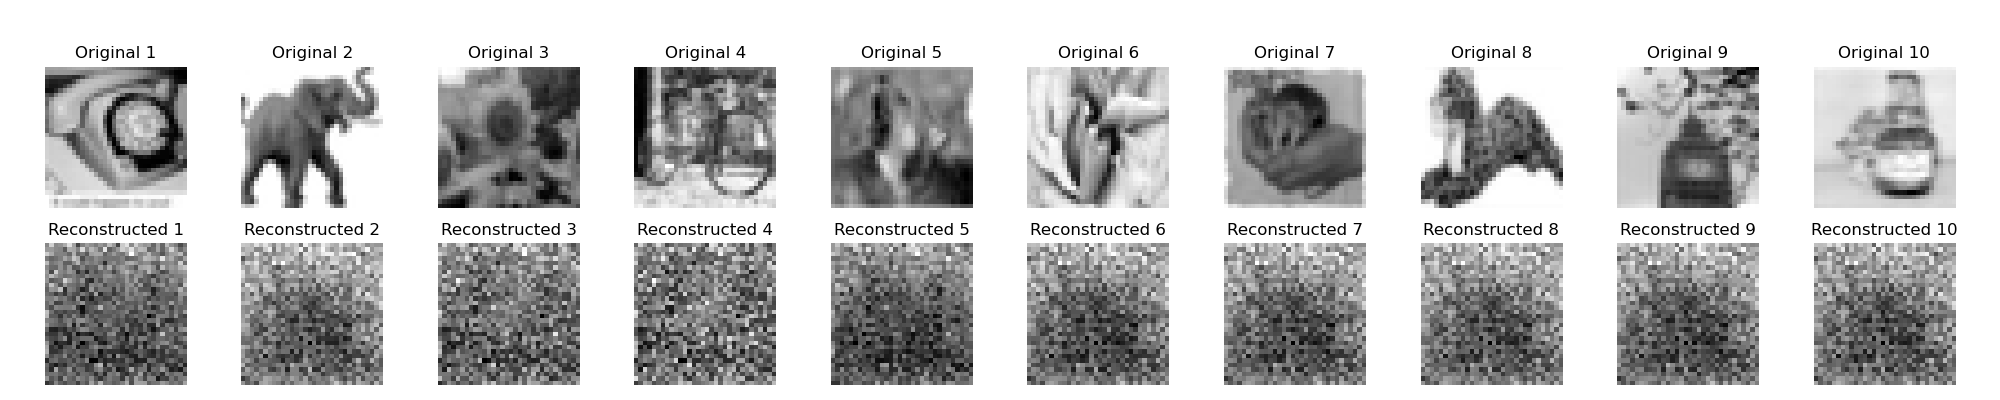 Original 1 Original 2 Original 3 Original 4 Original 5 Original 6 Original 7 Original 8 Original 9 Original 10
Reconstructed 1 Reconstructed 2 Reconstructed 3 Reconstructed 4 Reconstructed 5 Reconstructed 6 Reconstructed 7 Reconstructed 8 Reconstructed 9 Reconstructed 10